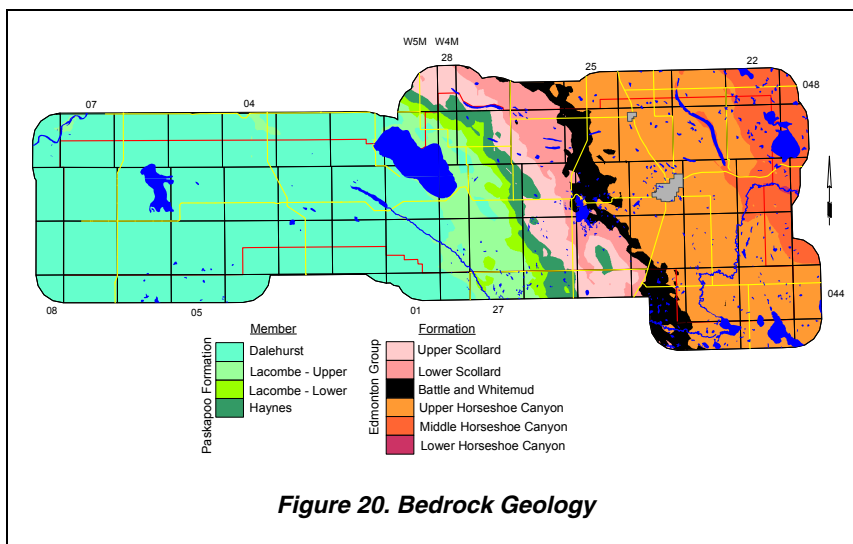 W5M W4M
28
25
22
048
07
04
044
08
05
01
27
Member
Formation
Paskapoo Formation
Dalehurst
Lacombe - Upper
Lacombe - Lower
Haynes
Edmonton Group
Upper Scollard
Lower Scollard
Battle and Whitemud
Upper Horseshoe Canyon
Middle Horseshoe Canyon
Lower Horseshoe Canyon
Figure 20. Bedrock Geology